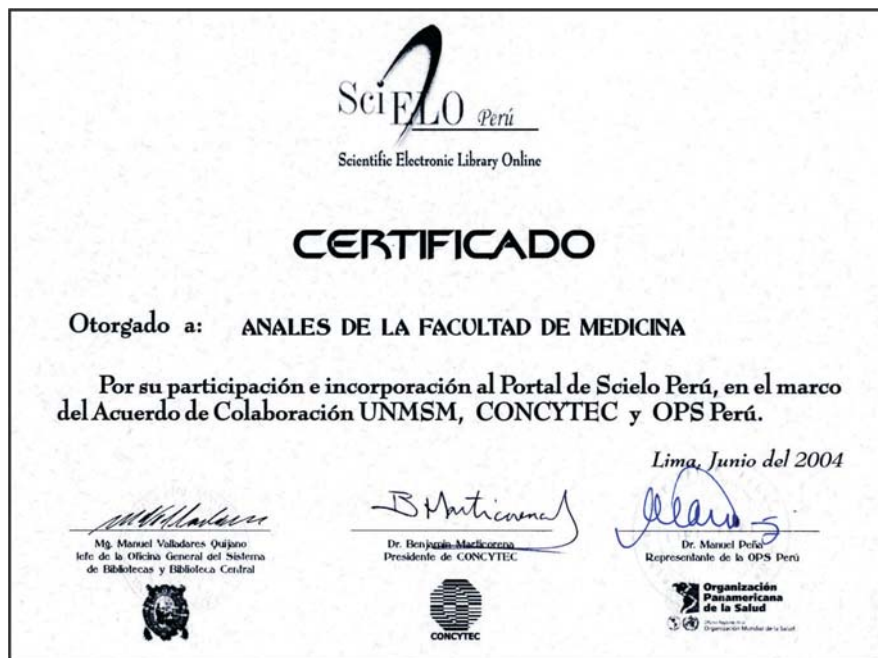 SciELO Perú
Scientific Electronic Library Online
CERTIFICADO
Otorgado a: ANALES DE LA FACULTAD DE MEDICINA
Por su participación e incorporación al Portal de Scielo Perú, en el marco
del Acuerdo de Colaboración UNMSM, CONCYTEC y OPS Perú.
Lima, Junio del 2004
B Marticorena
Mg. Manuel Valladares Quijano
Jefe de la Oficina General del Sistema
de Bibliotecas y Biblioteca Central
Dr. Benjamin Marticorena
Presidente de CONCYTEC
Dr. Manuel Peña
Representante de la OPS Perú
CONCYTEC
Organización
Panamericana
de la Salud
Organización Mundial de la Salud